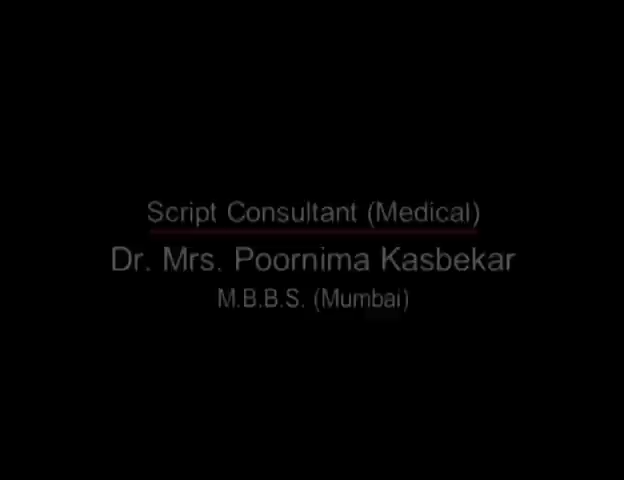 Script Consultant (Medical)
Dr. Mrs. Poornima Kasbekar
M.B.B.S. (Mumbai)